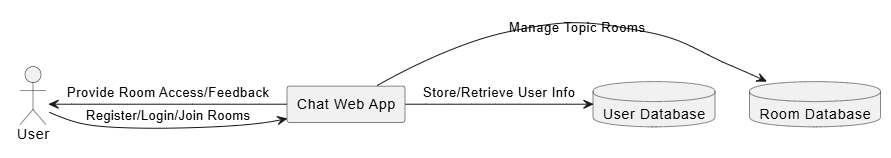 Manage Topic Rooms
Provide Room Access/Feedback
Chat Web App
Store/Retrieve User Info
User Database
Room Database
Register/Login/Join Rooms
User